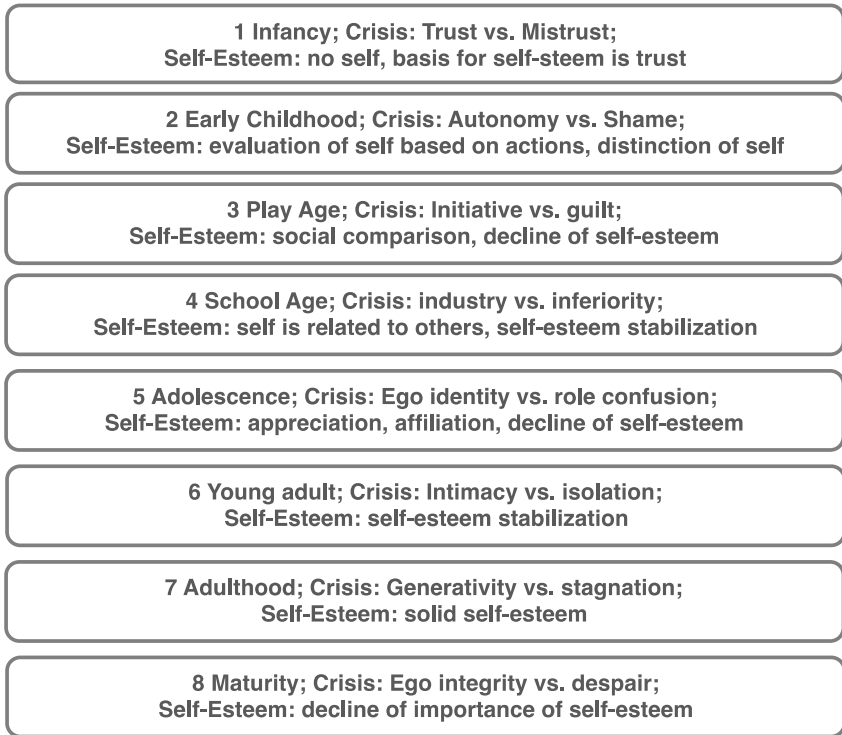 1 Infancy; Crisis: Trust vs. Mistrust;
Self-Esteem: no self, basis for self-steem is trust
2 Early Childhood; Crisis: Autonomy vs. Shame;
Self-Esteem: evaluation of self based on actions, distinction of self
3 Play Age; Crisis: Initiative vs. guilt;
Self-Esteem: social comparison, decline of self-esteem
4 School Age; Crisis: industry vs. inferiority;
Self-Esteem: self is related to others, self-esteem stabilization
5 Adolescence; Crisis: Ego identity vs. role confusion;
Self-Esteem: appreciation, affiliation, decline of self-esteem
6 Young adult; Crisis: Intimacy vs. isolation;
Self-Esteem: self-esteem stabilization
7 Adulthood; Crisis: Generativity vs. stagnation;
Self-Esteem: solid self-esteem
8 Maturity; Crisis: Ego integrity vs. despair;
Self-Esteem: decline of importance of self-esteem